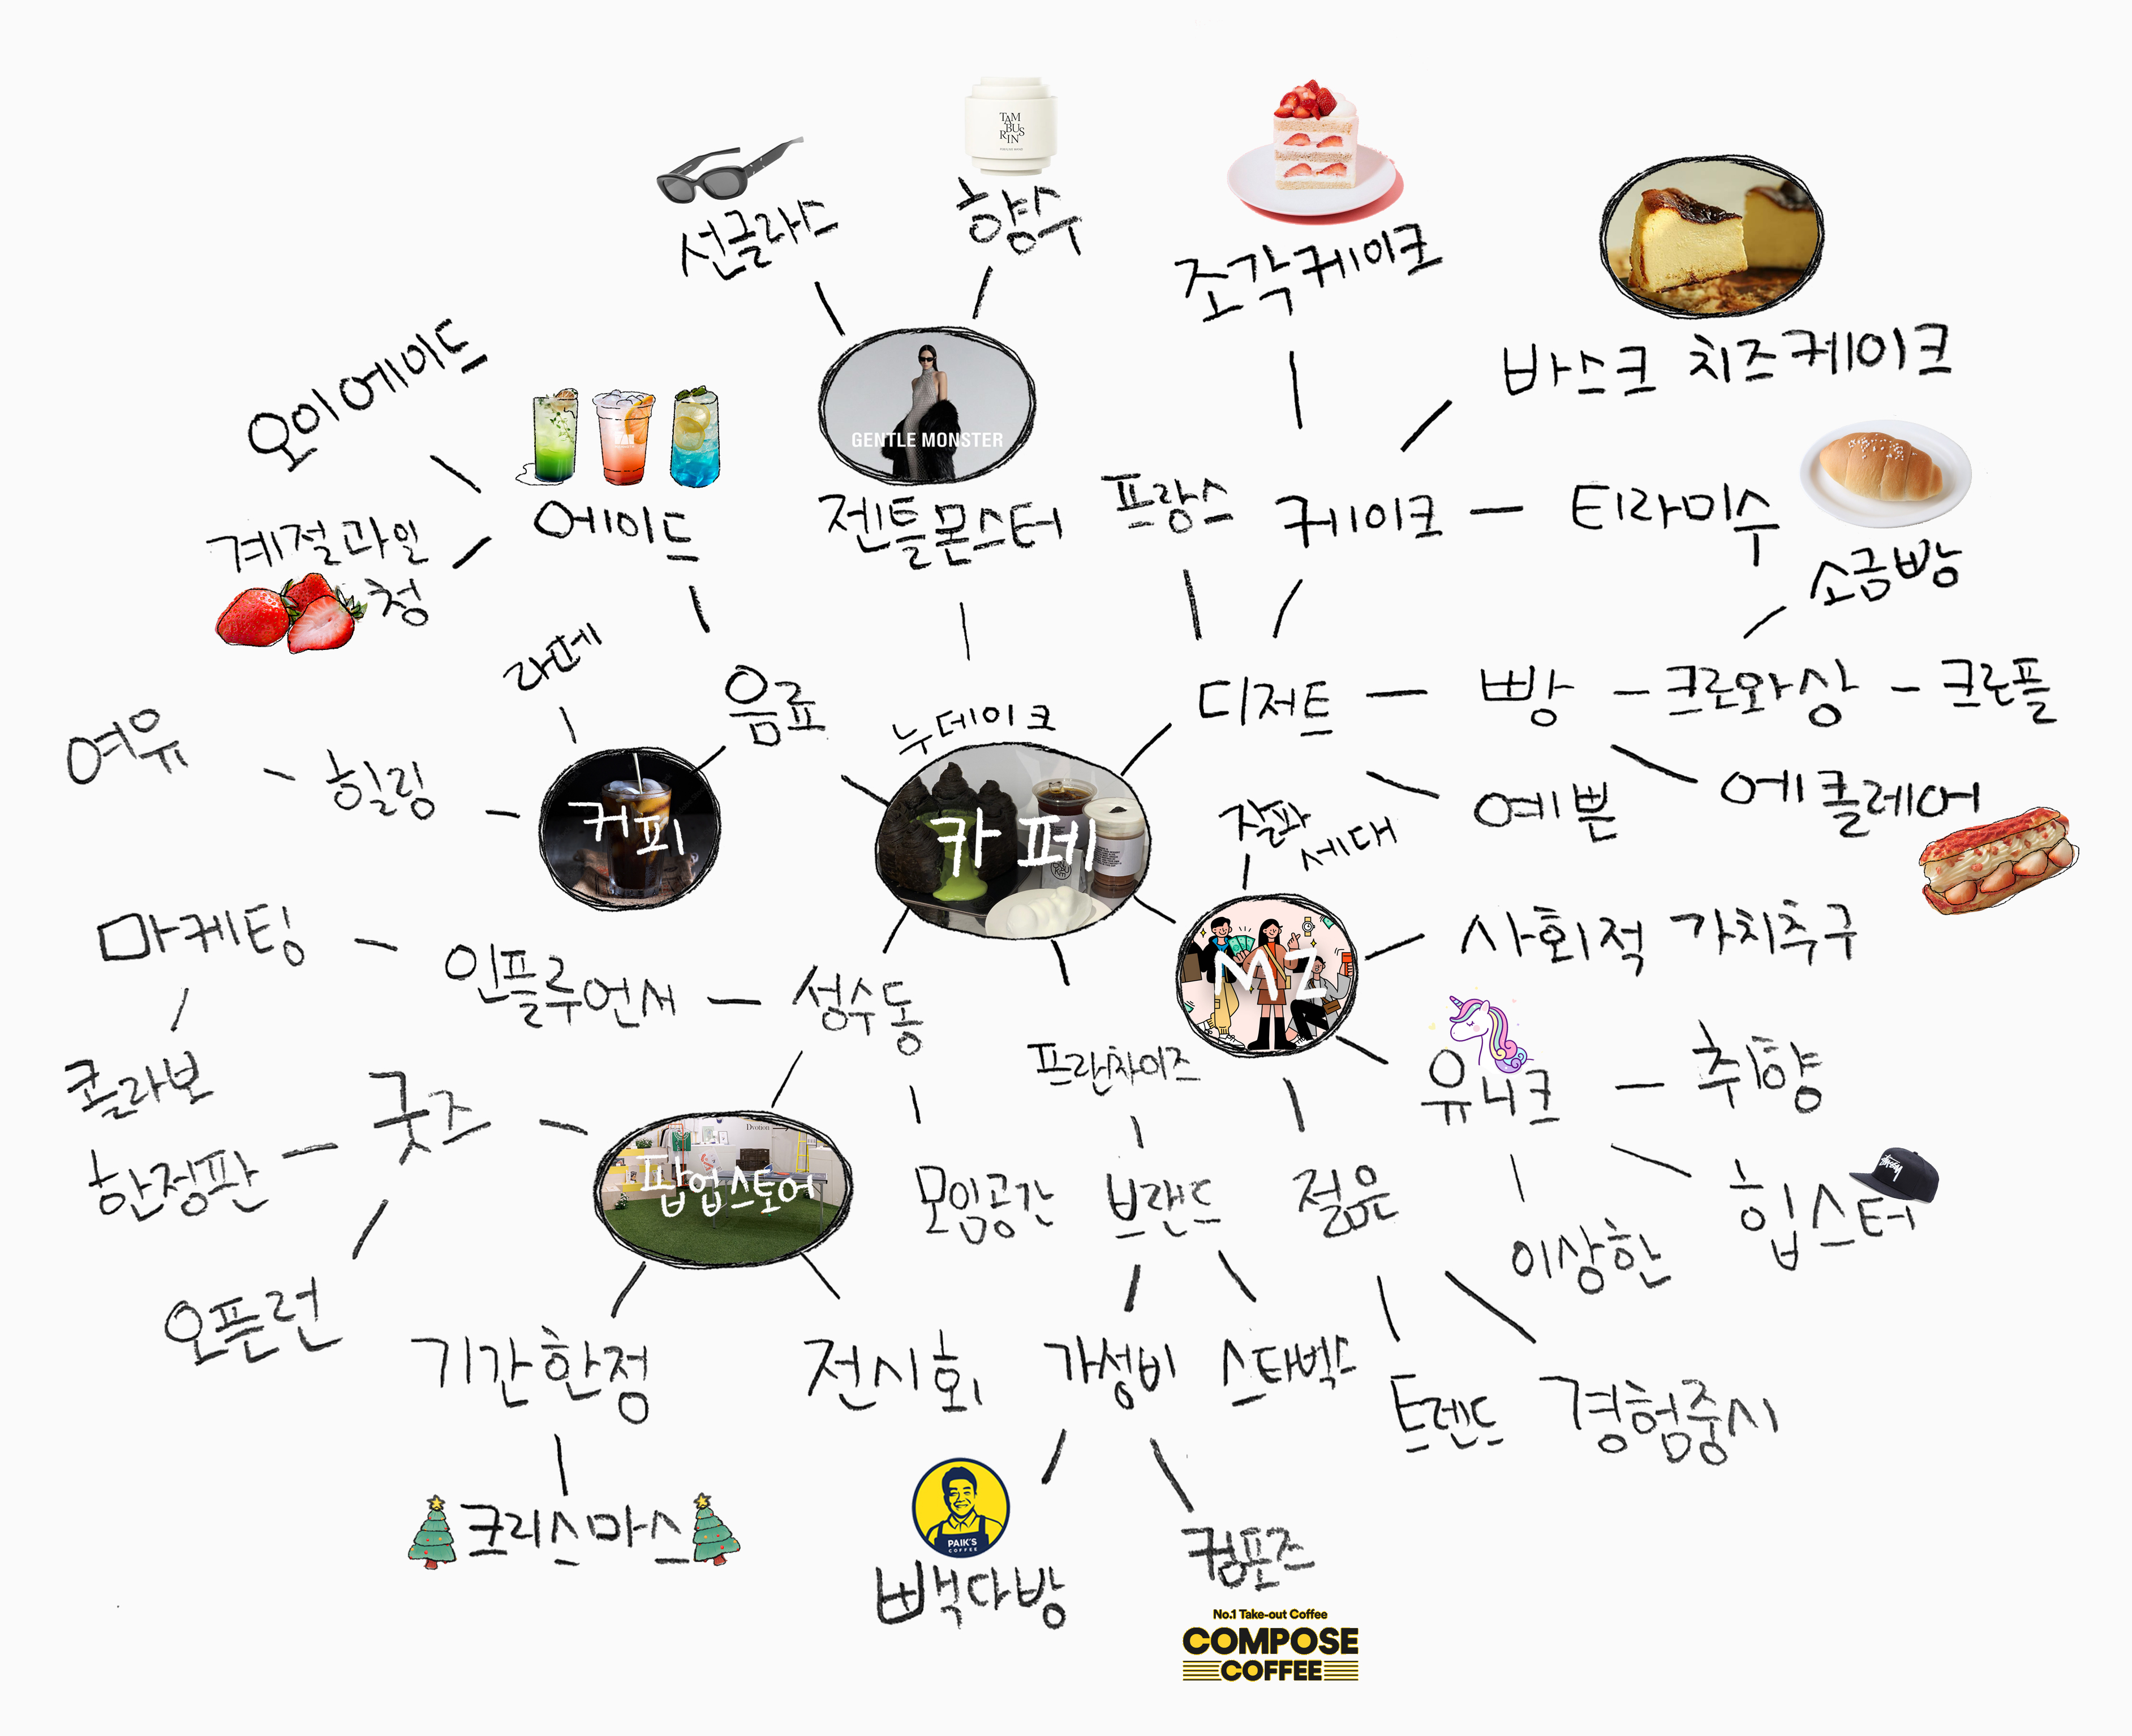 TAM
BUS
RIN
선글라스
향수
조각케이크
바스크 치즈케이크
오이에이드
GENTLE MONSTER
계절과일
청
에이드
젠틀몬스터
프랑스
케이크
티라미수
소금빵
라떼
음료
누데이크
디저트
빵
크로와상
크로플
여유
힐링
커피
카페
잘파
세대
예쁜
에클레어
마케팅
인플루언서
성수동
MZ
사회적 가치추구
콜라보
굿즈
프랜차이즈
유니크
취향
한정판
Dvotion
팝업스토어
모임공간
브랜드
젊은
이상한
힙스터
오픈런
기간한정
전시회
가성비
스타벅스
트렌드
경험중시
크리스마스
PAIK'S
COFFEE
빽다방
컴포즈
No.1 Take-out Coffee
COMPOSE
COFFEE